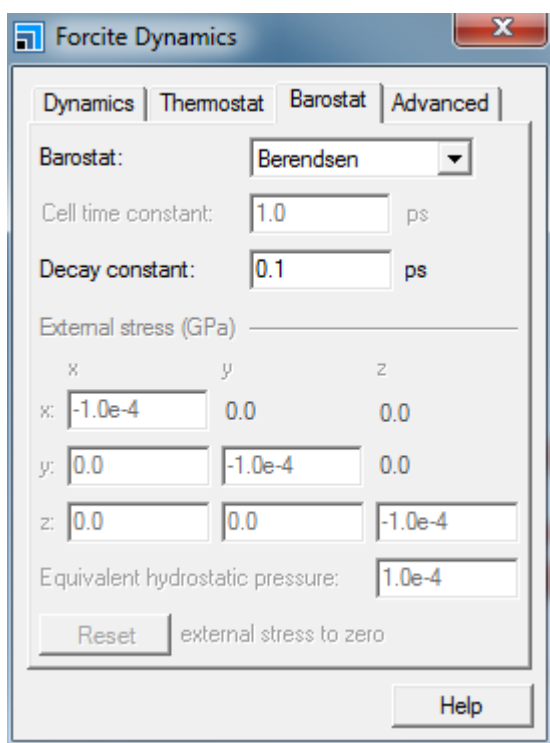 Forcite Dynamics
Dynamics Thermostat Barostat Advanced
Barostat: Berendsen
Cell time constant: 1.0 ps
Decay constant: 0.1 ps
External stress (GPa)
x y z
x: -1.0e-4 0.0 0.0
y: 0.0 -1.0e-4 0.0
z: 0.0 0.0 -1.0e-4
Equivalent hydrostatic pressure: 1.0e-4
Reset external stress to zero
Help